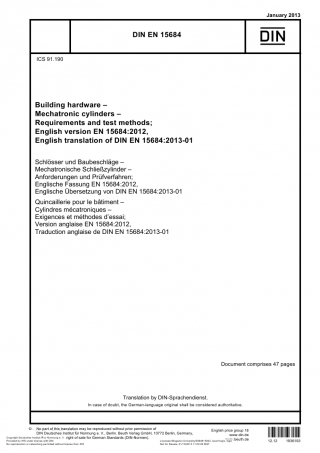 January 2013
DIN EN 15684
DIN
ICS 91.190
Building hardware –
Mechatronic cylinders –
Requirements and test methods;
English version EN 15684:2012,
English translation of DIN EN 15684:2013-01
Schlösser und Baubeschläge –
Mechatronische Schließzylinder –
Anforderungen und Prüfverfahren;
Englische Fassung EN 15684:2012,
Englische Übersetzung von DIN EN 15684:2013-01
Quincaillerie pour le bâtiment –
Cylindres mécatroniques –
Exigences et méthodes d'essai;
Version anglaise EN 15684:2012,
Traduction anglaise de DIN EN 15684:2013-01
Document comprises 47 pages
Translation by DIN-Sprachendienst.
In case of doubt, the German-language original shall be considered authoritative.
© No part of this translation may be reproduced without prior permission of
DIN Deutsches Institut für Normung e. V., Berlin. Beuth Verlag GmbH, 10772 Berlin, Germany,
right of sale for German Standards (DIN-Normen).
English price group 18
www.din.de
www.beuth.de
12.12